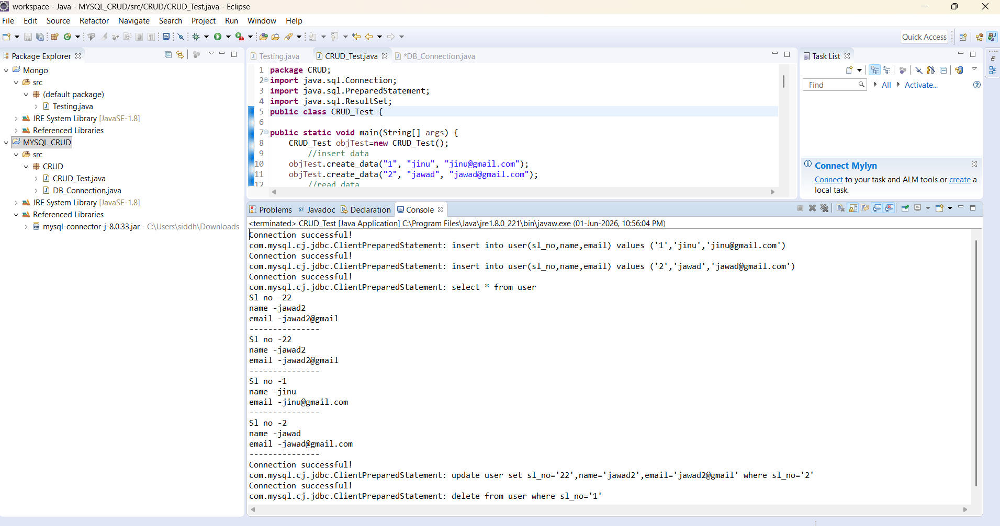 workspace - Java - MYSQL_CRUD/src/CRUD/CRUD_Test.java - Eclipse
File Edit Source Refactor Navigate Search Project Run Window Help
Quick Access
Package Explorer
Mongo
src
(default package)
Testing.java
JRE System Library [JavaSE-1.8]
Referenced Libraries
MYSQL_CRUD
src
CRUD
CRUD_Test.java
DB_Connection.java
JRE System Library [JavaSE-1.8]
Referenced Libraries
mysql-connector-j-8.0.33.jar - C:\Users\siddh\Downloads
Testing.java CRUD_Test.java *DB_Connection.java
1 package CRUD;
2 import java.sql.Connection;
3 import java.sql.PreparedStatement;
4 import java.sql.ResultSet;
5 public class CRUD_Test {
6
7 public static void main(String[] args) {
8 CRUD_Test objTest=new CRUD_Test();
9 //insert data
10 objTest.create_data("1", "jinu", "jinu@gmail.com");
11 objTest.create_data("2", "jawad", "jawad@gmail.com");
12 //read data
Task List
Find All Activate...
Connect Mylyn
Connect to your task and ALM tools or create a
local task.
Problems Javadoc Declaration Console
<terminated> CRUD_Test [Java Application] C:\Program Files\Java\jre1.8.0_221\bin\javaw.exe (01-Jun-2026, 10:56:04 PM)
Connection successful!
com.mysql.cj.jdbc.ClientPreparedStatement: insert into user(sl_no,name,email) values ('1','jinu','jinu@gmail.com')
Connection successful!
com.mysql.cj.jdbc.ClientPreparedStatement: insert into user(sl_no,name,email) values ('2','jawad','jawad@gmail.com')
Connection successful!
com.mysql.cj.jdbc.ClientPreparedStatement: select * from user
Sl no -22
name -jawad2
email -jawad2@gmail
---------------
Sl no -22
name -jawad2
email -jawad2@gmail
---------------
Sl no -1
name -jinu
email -jinu@gmail.com
---------------
Sl no -2
name -jawad
email -jawad@gmail.com
---------------
Connection successful!
com.mysql.cj.jdbc.ClientPreparedStatement: update user set sl_no='22',name='jawad2',email='jawad2@gmail' where sl_no='2'
Connection successful!
com.mysql.cj.jdbc.ClientPreparedStatement: delete from user where sl_no='1'